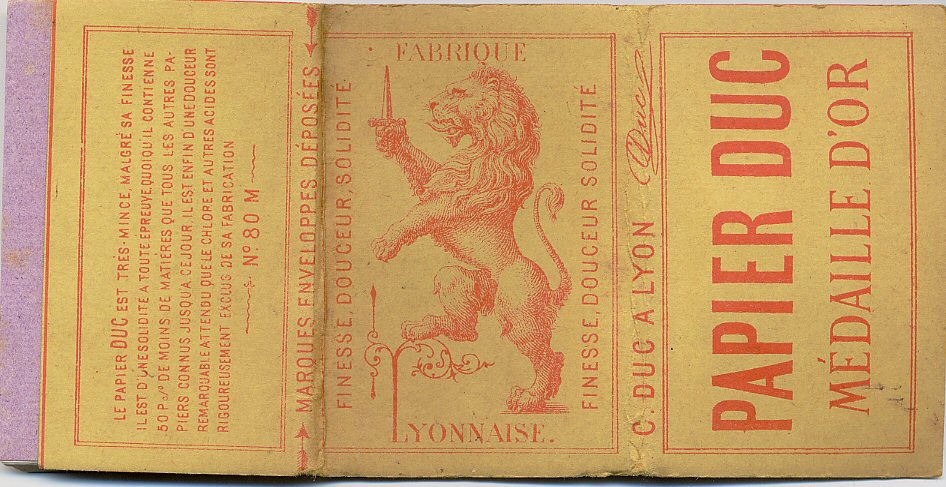 LE PAPIER DUC EST TRÉS-MINCE, MALGRÉ SA FINESSE
IL EST D'UNE SOLIDITÉ A TOUTE ÉPREUVE, QUOIQU'IL CONTIENNE
50 P.o/o DE MOINS DE MATIÈRES QUE TOUS LES AUTRES PA-
PIERS CONNUS JUSQU'A CE JOUR, IL EST ENFIN D'UNE DOUCEUR
REMARQUABLE ATTENDU QUE LE CHLORE ET AUTRES ACIDES SONT
RIGOUREUSEMENT EXCLUS DE SA FABRICATION
No. 80 M
MARQUES ENVELOPPES DÉPOSÉES
FINESSE, DOUCEUR, SOLIDITÉ
FABRIQUE
LYONNAISE.
FINESSE, DOUCEUR SOLIDITÉ
C. DUC A LYON CDuc
PAPIER DUC
MÉDAILLE D'OR